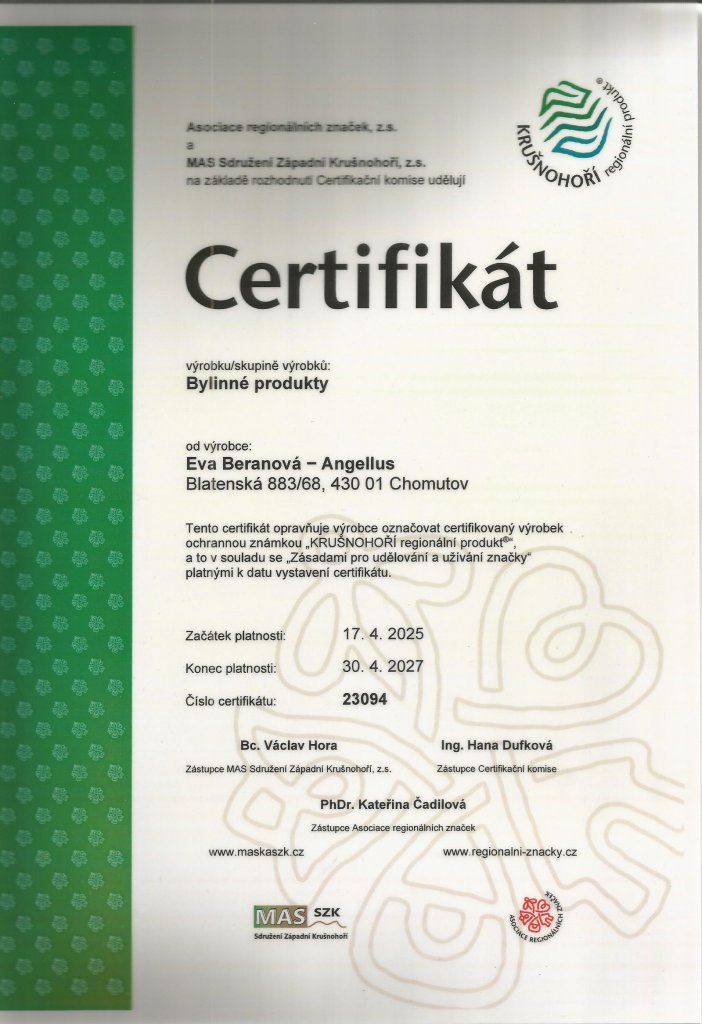 Asociace regionálních značek, z.s.
a
MAS Sdružení Západní Krušnohoří, z.s.
na základě rozhodnutí Certifikační komise udělují
KRUŠNOHOŘÍ regionální produkt®
Certifikát
výrobku/skupině výrobků:
Bylinné produkty
od výrobce:
Eva Beranová – Angellus
Blatenská 883/68, 430 01 Chomutov
Tento certifikát opravňuje výrobce označovat certifikovaný výrobek
ochrannou známkou „KRUŠNOHOŘÍ regionální produkt®“,
a to v souladu se „Zásadami pro udělování a užívání značky“
platnými k datu vystavení certifikátu.
Začátek platnosti: 17. 4. 2025
Konec platnosti: 30. 4. 2027
Číslo certifikátu: 23094
Bc. Václav Hora Ing. Hana Dufková
Zástupce MAS Sdružení Západní Krušnohoří, z.s. Zástupce Certifikační komise
PhDr. Kateřina Čadilová
Zástupce Asociace regionálních značek
www.maskaszk.cz www.regionalni-znacky.cz
MAS SZK
Sdružení Západní Krušnohoří
ASOCIACE REGIONÁLNÍCH ZNAČEK